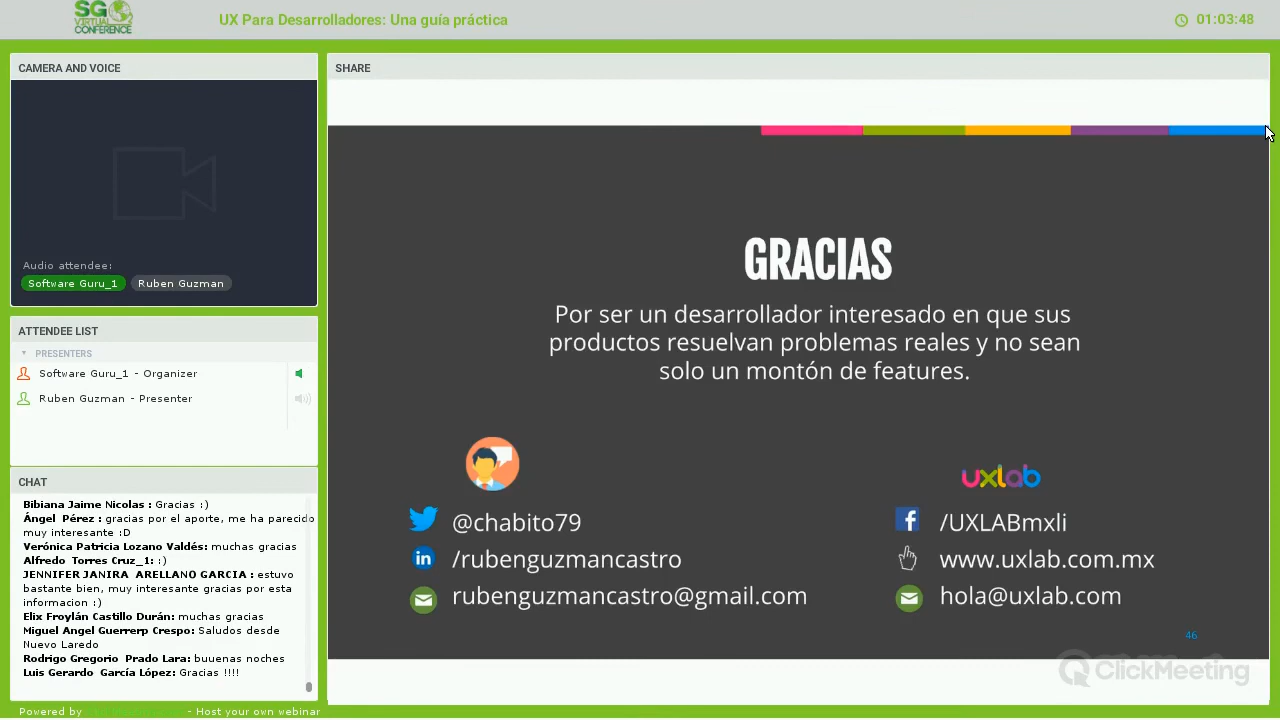 SG
VIRTUAL
CONFERENCE
UX Para Desarrolladores: Una guía práctica
01:03:48
CAMERA AND VOICE
Audio attendee:
Software Guru_1
Ruben Guzman
ATTENDEE LIST
PRESENTERS
Software Guru_1 - Organizer
Ruben Guzman - Presenter
CHAT
Bibiana Jaime Nicolas : Gracias :)
Ángel Pérez : gracias por el aporte, me ha parecido
muy interesante :D
Verónica Patricia Lozano Valdés: muchas gracias
Alfredo Torres Cruz_1: :)
JENNIFER JANIRA ARELLANO GARCIA : estuvo
bastante bien, muy interesante gracias por esta
informacion :)
Elix Froylán Castillo Durán: muchas gracias
Miguel Angel Guerrerp Crespo: Saludos desde
Nuevo Laredo
Rodrigo Gregorio Prado Lara: buuenas noches
Luis Gerardo García López: Gracias !!!!
Powered by - Host your own webinar
SHARE
GRACIAS
Por ser un desarrollador interesado en que sus
productos resuelvan problemas reales y no sean
solo un montón de features.
@chabito79
/rubenguzmancastro
rubenguzmancastro@gmail.com
uxlab
/UXLABmxli
www.uxlab.com.mx
hola@uxlab.com
46
ClickMeeting